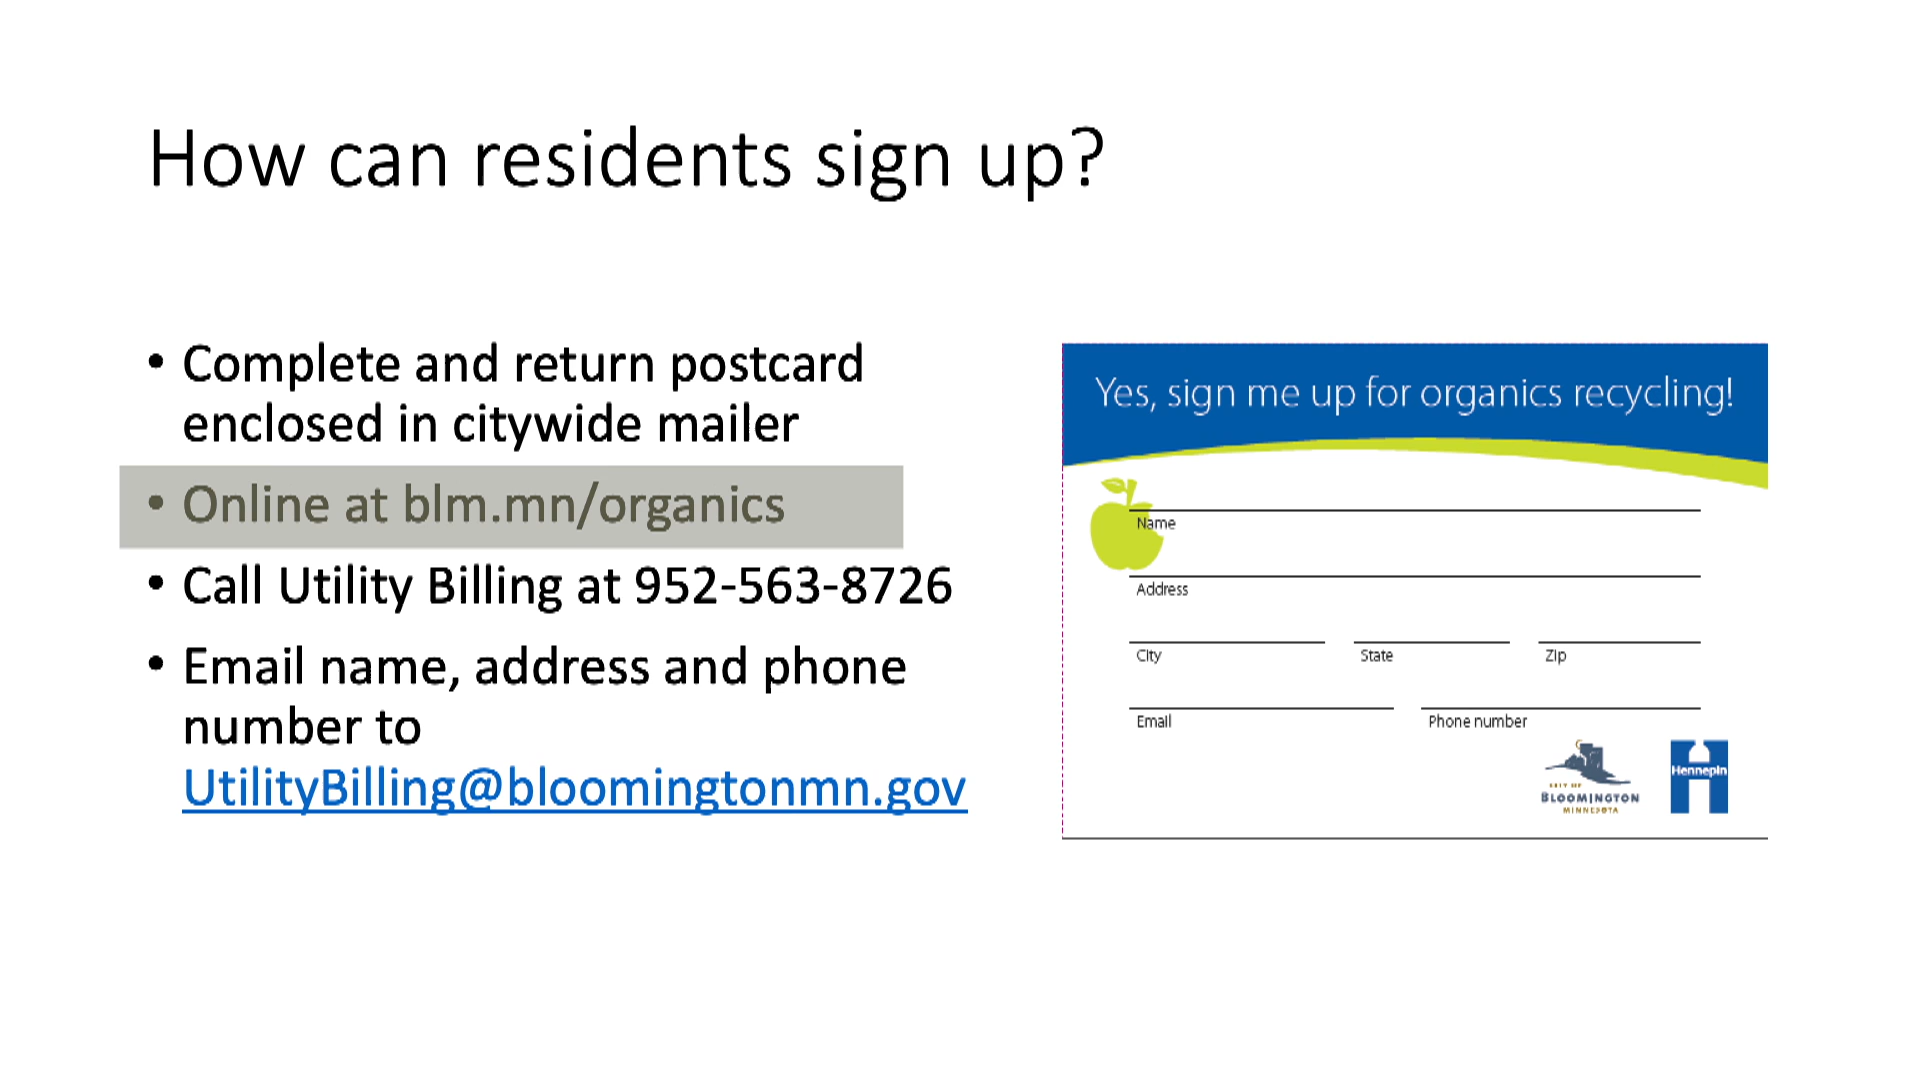 How can residents sign up?
• Complete and return postcard
enclosed in citywide mailer
• Online at blm.mn/organics
• Call Utility Billing at 952-563-8726
• Email name, address and phone
number to
UtilityBilling@bloomingtonmn.gov
Yes, sign me up for organics recycling!
Name
Address
City State Zip
Email Phone number
CITY OF
BLOOMINGTON
MINNESOTA
Hennepin